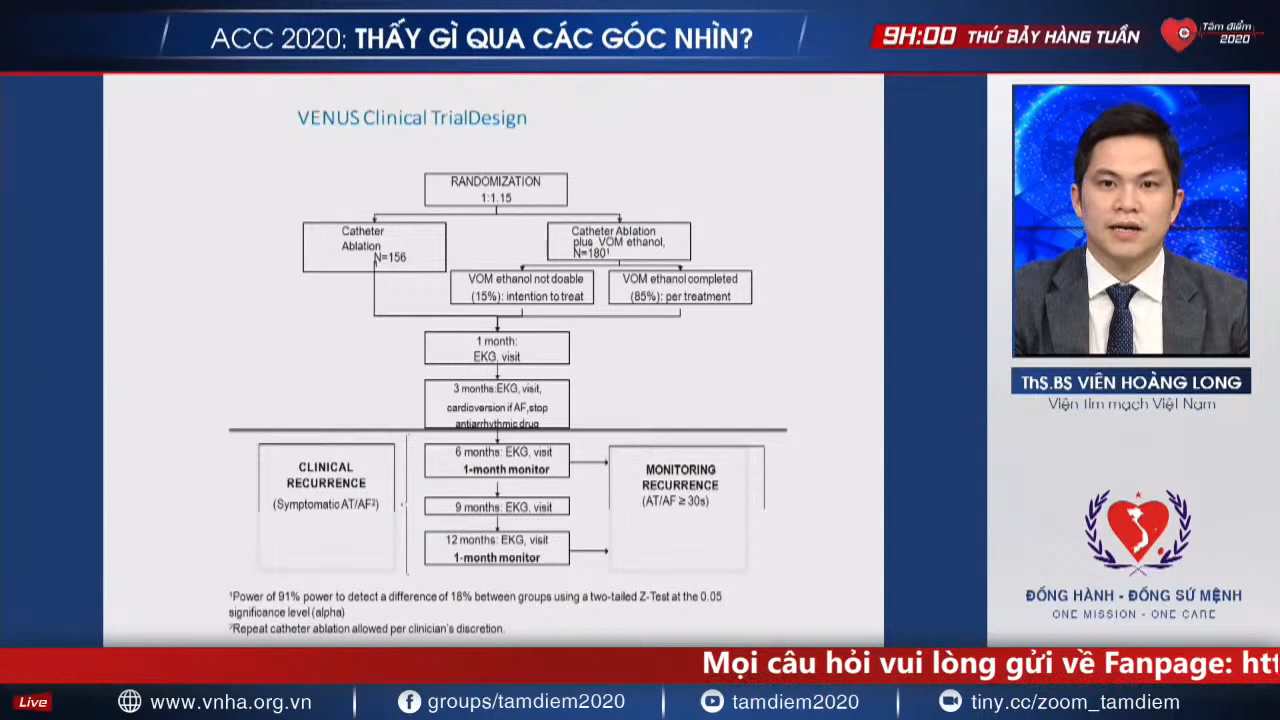 ACC 2020: THẤY GÌ QUA CÁC GÓC NHÌN?
9H:00 THỨ BẢY HÀNG TUẦN
Tâm điểm
2020
VENUS Clinical TrialDesign
RANDOMIZATION
1:1.15
Catheter
Ablation
N=156
Catheter Ablation
plus VOM ethanol,
N=180¹
VOM ethanol not doable
(15%): intention to treat
VOM ethanol completed
(85%): per treatment
1 month:
EKG, visit
3 months:EKG, visit,
cardioversion if AF,stop
antiarrhythmic drug
6 months: EKG, visit
1-month monitor
9 months: EKG, visit
12 months: EKG, visit
1-month monitor
CLINICAL
RECURRENCE
(Symptomatic AT/AF²)
MONITORING
RECURRENCE
(AT/AF ≥ 30s)
¹Power of 91% power to detect a difference of 18% between groups using a two-tailed Z-Test at the 0.05
significance level (alpha)
²Repeat catheter ablation allowed per clinician's discretion.
ThS.BS VIÊN HOÀNG LONG
Viện tim mạch Việt Nam
ĐỒNG HÀNH - ĐỒNG SỨ MỆNH
ONE MISSION - ONE CARE
Mọi câu hỏi vui lòng gửi về Fanpage: htt
Live
www.vnha.org.vn
groups/tamdiem2020
tamdiem2020
tiny.cc/zoom_tamdiem